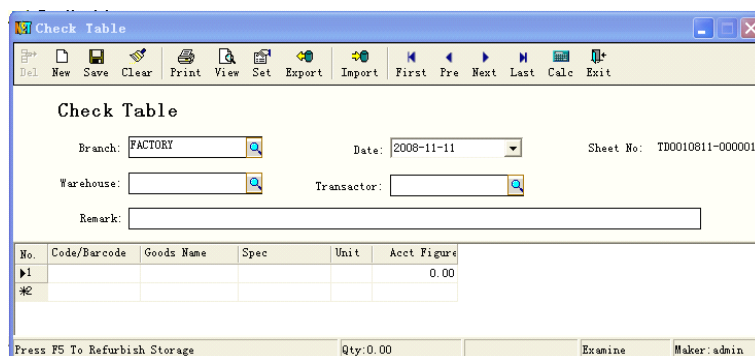 Check Table
Del New Save Clear Print View Set Export Import First Pre Next Last Calc Exit
Check Table
Branch: FACTORY Date: 2008-11-11 Sheet No: TD0010811-000001
Warehouse: Transactor:
Remark:
No. Code/Barcode Goods Name Spec Unit Acct Figure
1 0.00
*2
Press F5 To Refurbish Storage Qty:0.00 Examine Maker:admin